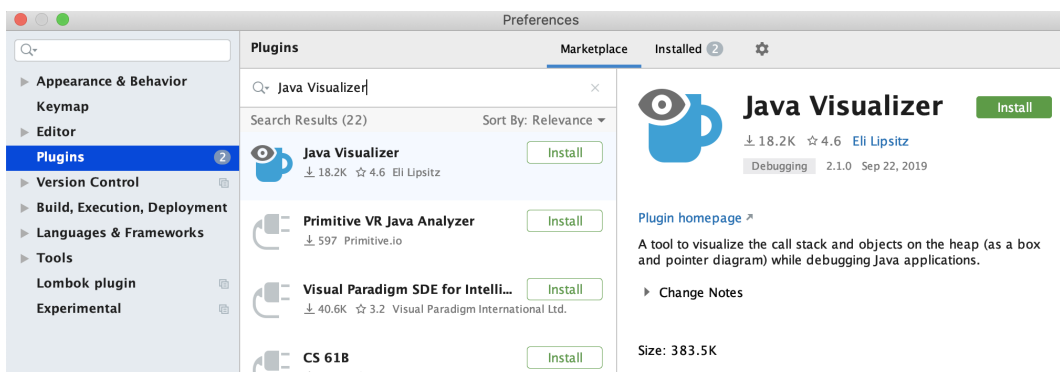 Preferences
Appearance & Behavior
Keymap
Editor
Plugins 2
Version Control
Build, Execution, Deployment
Languages & Frameworks
Tools
Lombok plugin
Experimental
Plugins Marketplace Installed 2
Java Visualizer
Search Results (22) Sort By: Relevance
Java Visualizer Install
18.2K 4.6 Eli Lipsitz
Primitive VR Java Analyzer Install
597 Primitive.io
Visual Paradigm SDE for Intelli... Install
40.6K 3.2 Visual Paradigm International Ltd.
CS 61B Install
Java Visualizer Install
18.2K 4.6 Eli Lipsitz
Debugging 2.1.0 Sep 22, 2019
Plugin homepage
A tool to visualize the call stack and objects on the heap (as a box
and pointer diagram) while debugging Java applications.
Change Notes
Size: 383.5K